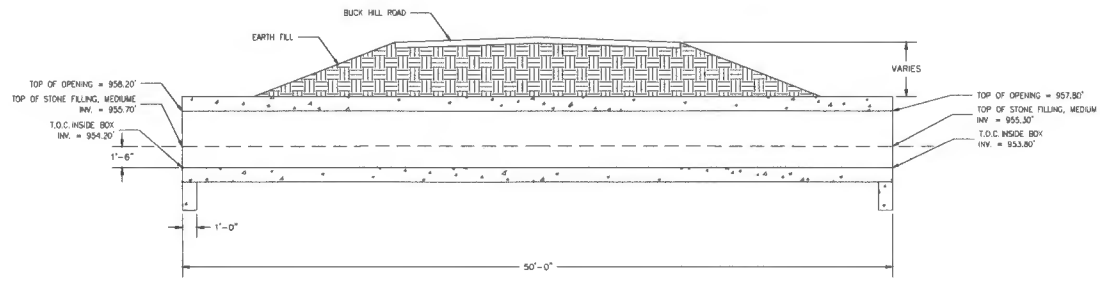 BUCK HILL ROAD
EARTH FILL
VARIES
TOP OF OPENING = 958.20'
TOP OF STONE FILLING, MEDIUME
INV. = 955.70'
T.O.C. INSIDE BOX
INV. = 954.20'
1'-6"
TOP OF OPENING = 957.80'
TOP OF STONE FILLING, MEDIUM
INV. = 955.30'
T.O.C. INSIDE BOX
INV. = 953.80'
1'-0"
50'-0"